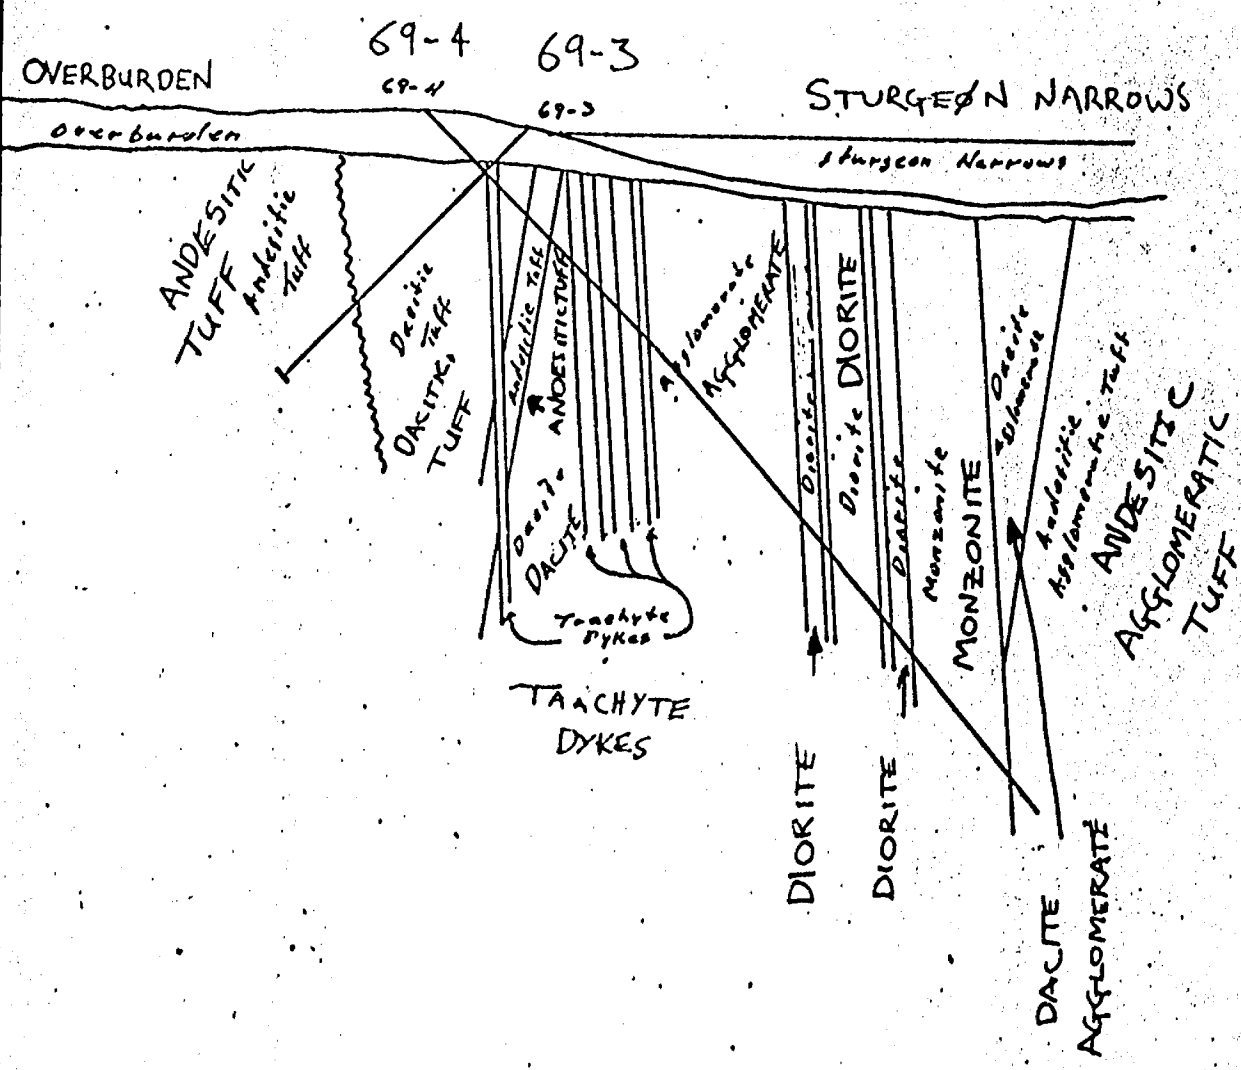 69-4
69-3
OVERBURDEN
69-4
69-3
STURGEØN NARROWS
Overburden
Sturgeon Narrows
ANDESITIC
TUFF
Andesitic
Tuff
Dacitic
Tuff
DACITIC
TUFF
Andesitic Tuff
ANDESITIC TUFF
Dacite
DACITE
Agglomerate
AGGLOMERATE
Diorite
Diorite
DIORITE
Diorite
Monzonite
MONZONITE
Dacite
Agglomerate
Andesitic
Agglomeratic Tuff
ANDESITIC
AGGLOMERATIC
TUFF
Trachyte
Dykes
TRACHYTE
DYKES
DIORITE
DIORITE
DACITE
AGGLOMERATE